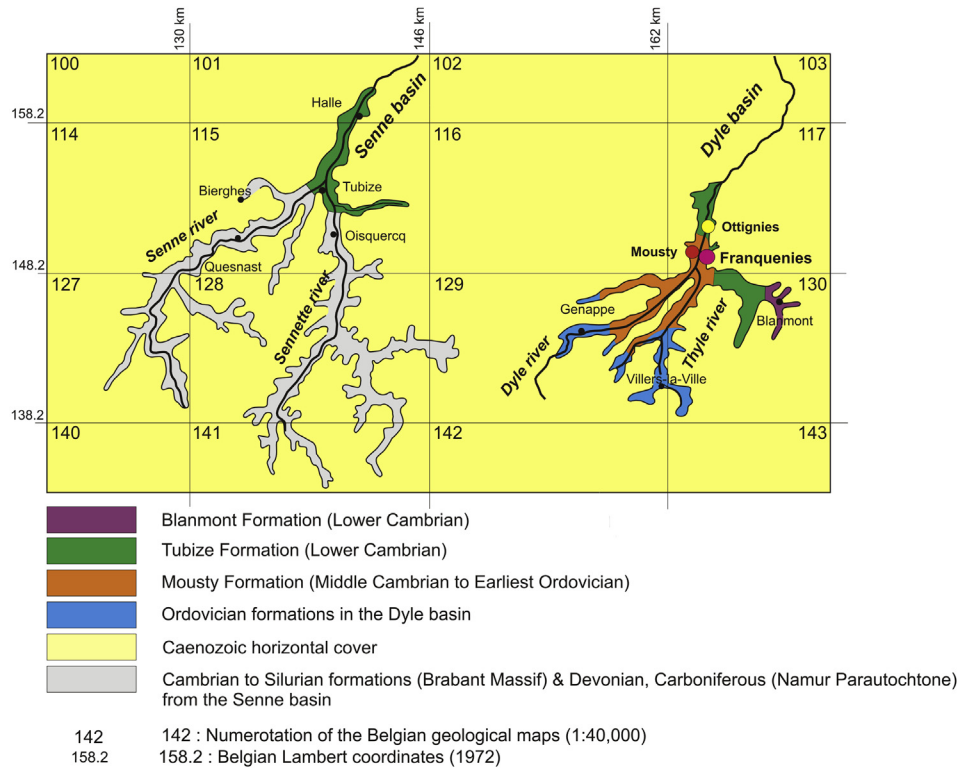 130 km
146 km
162 km
100
101
102
103
Halle
Senne basin
Dyle basin
158.2
114
115
116
117
Bierghes
Tubize
Senne river
Oisquercq
Ottignies
Mousty
Franquenies
Quesnast
148.2
127
128
129
130
Sennette river
Genappe
Blanmont
Thyle river
Dyle river
Villers-la-Ville
138.2
140
141
142
143
Blanmont Formation (Lower Cambrian)
Tubize Formation (Lower Cambrian)
Mousty Formation (Middle Cambrian to Earliest Ordovician)
Ordovician formations in the Dyle basin
Caenozoic horizontal cover
Cambrian to Silurian formations (Brabant Massif) & Devonian, Carboniferous (Namur Parautochtone)
from the Senne basin
142 142 : Numerotation of the Belgian geological maps (1:40,000)
158.2 158.2 : Belgian Lambert coordinates (1972)